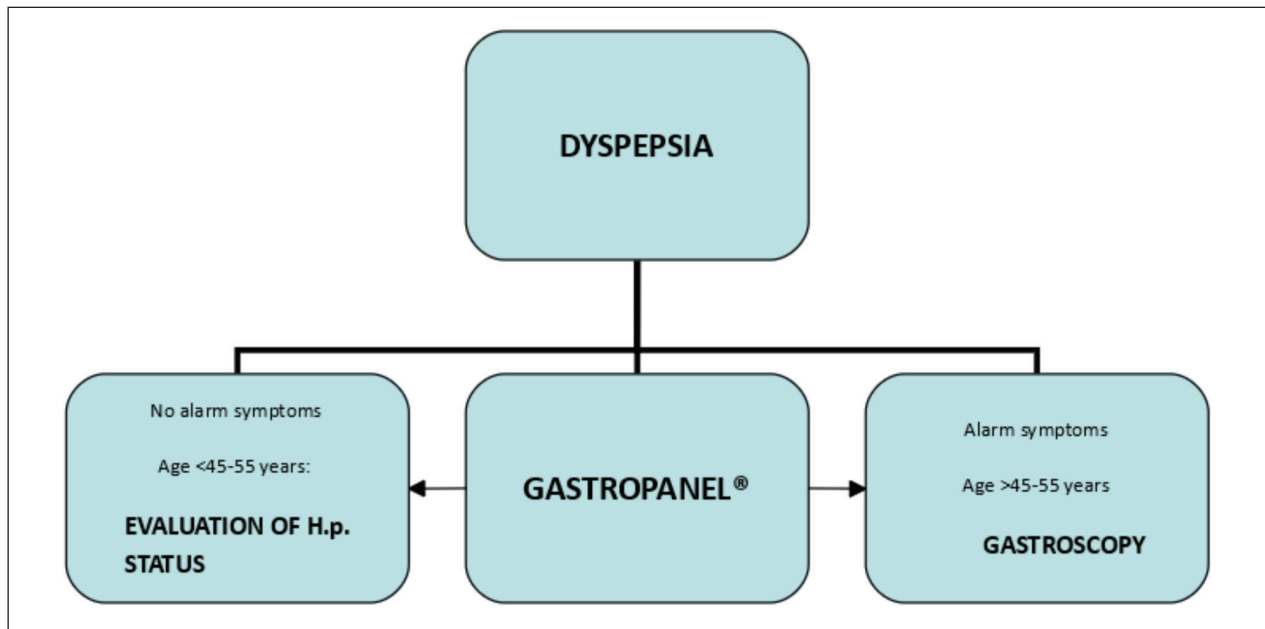 DYSPEPSIA
No alarm symptoms
Age <45-55 years:
EVALUATION OF H.p.
STATUS
GASTROPANEL®
Alarm symptoms
Age >45-55 years
GASTROSCOPY